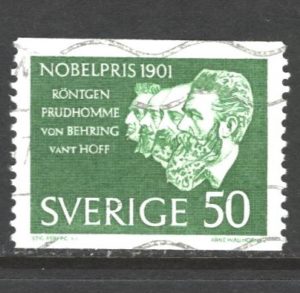 NOBELPRIS 1901
RÖNTGEN
PRUDHOMME
VON BEHRING
VANT HOFF
SVERIGE 50